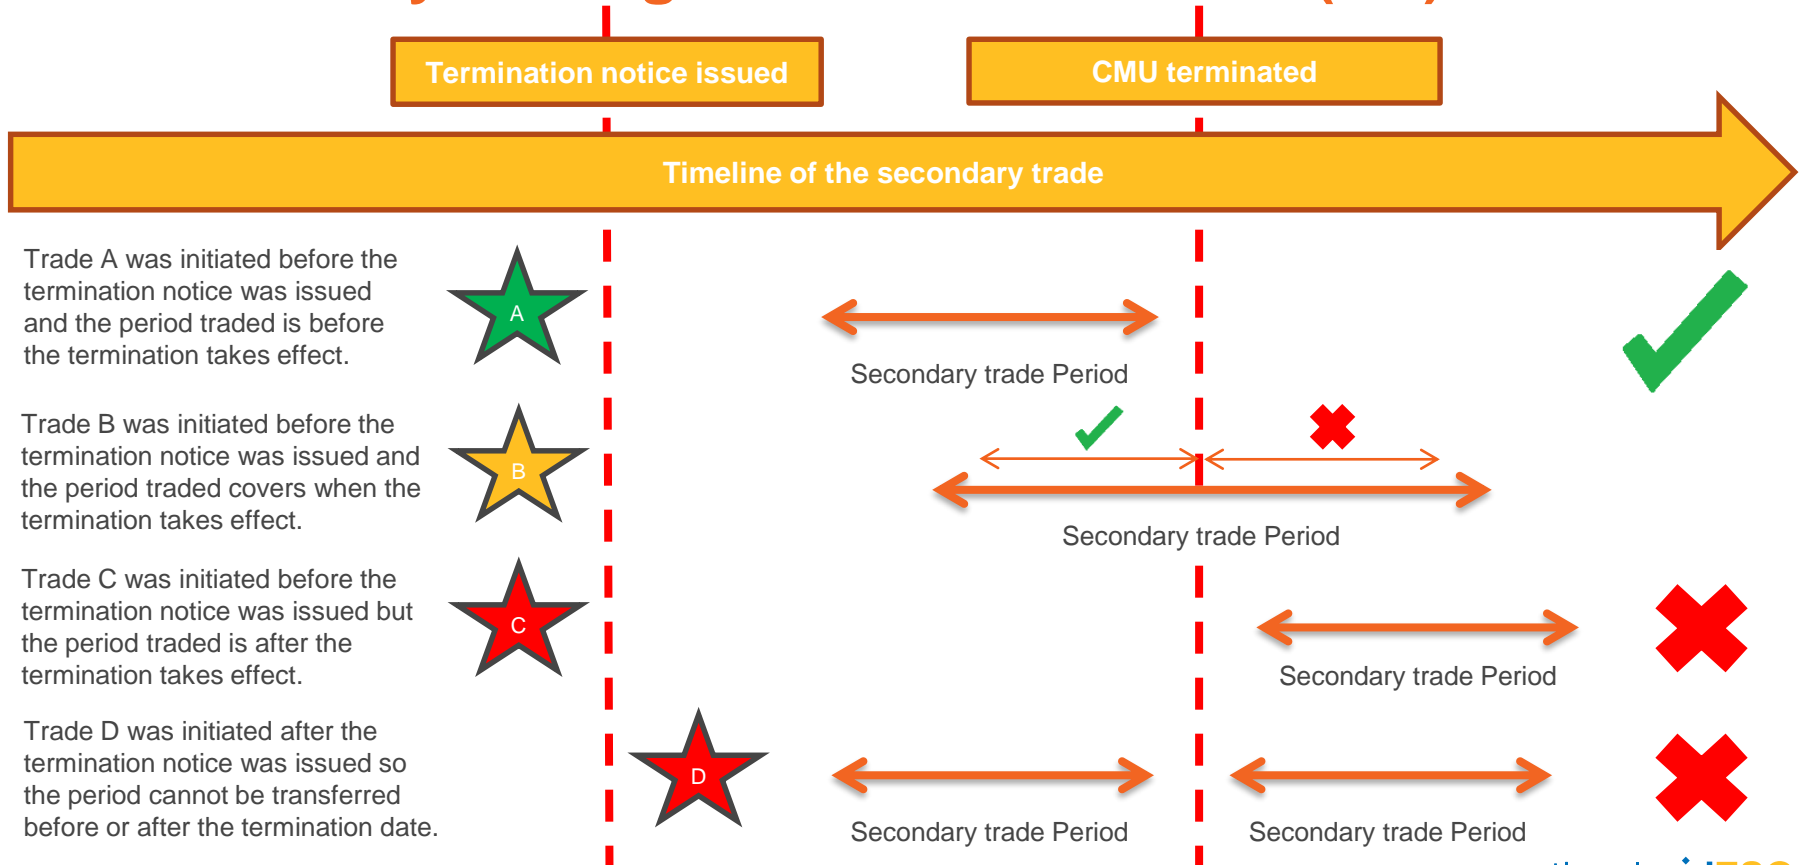 Termination notice issued
CMU terminated
Timeline of the secondary trade
Trade A was initiated before the
termination notice was issued
and the period traded is before
the termination takes effect.
A
Secondary trade Period
Trade B was initiated before the
termination notice was issued and
the period traded covers when the
termination takes effect.
B
Secondary trade Period
Trade C was initiated before the
termination notice was issued but
the period traded is after the
termination takes effect.
C
Secondary trade Period
Trade D was initiated after the
termination notice was issued so
the period cannot be transferred
before or after the termination date.
D
Secondary trade Period
Secondary trade Period